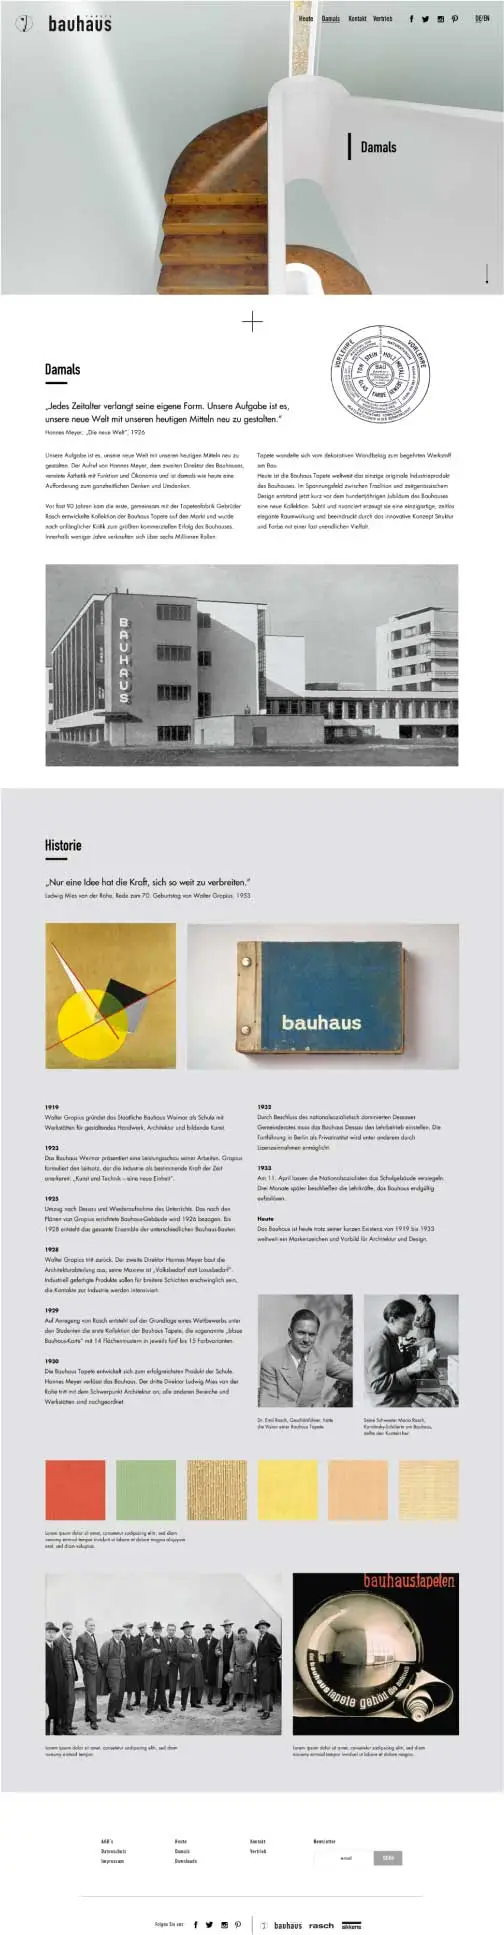 tapete
bauhaus
Heute Damals Kontakt Vertrieb DE/EN
Damals
Damals
VORLEHRE VORLEHRE
STEIN HOLZ METALL
TON BAU
GLAS FARBE GEWEBE
„Jedes Zeitalter verlangt seine eigene Form. Unsere Aufgabe ist es,
unsere neue Welt mit unseren heutigen Mitteln neu zu gestalten.“
Hannes Meyer: „Die neue Welt“, 1926
Unsere Aufgabe ist es, unsere neue Welt mit unseren heutigen Mitteln neu zu
gestalten. Der Aufruf von Hannes Meyer, dem zweiten Direktor des Bauhauses,
vereinte Ästhetik mit Funktion und Ökonomie und ist damals wie heute eine
Aufforderung zum ganzheitlichen Denken und Umdenken.
Vor fast 90 Jahren kam die erste, gemeinsam mit der Tapetenfabrik Gebrüder
Rasch entwickelte Kollektion der Bauhaus Tapete auf den Markt und wurde
nach anfänglicher Kritik zum größten kommerziellen Erfolg des Bauhauses.
Innerhalb weniger Jahre verkauften sich über sechs Millionen Rollen.
Tapete wandelte sich vom dekorativen Wandbelag zum begehrten Werkstoff
am Bau.
Heute ist die Bauhaus Tapete weltweit das einzige originale Industrieprodukt
des Bauhauses. Im Spannungsfeld zwischen Tradition und zeitgenössischem
Design entstand jetzt kurz vor dem hundertjährigen Jubiläum des Bauhauses
eine neue Kollektion. Subtil und nuanciert erzeugt sie eine einzigartige, zeitlos
elegante Raumwirkung und beeindruckt durch das innovative Konzept Struktur
und Farbe mit einer fast unendlichen Vielfalt.
BAUHAUS
Historie
„Nur eine Idee hat die Kraft, sich so weit zu verbreiten.“
Ludwig Mies van der Rohe, Rede zum 70. Geburtstag von Walter Gropius, 1953
bauhaus
1919
Walter Gropius gründet das Staatliche Bauhaus Weimar als Schule mit
Werkstätten für gestaltendes Handwerk, Architektur und bildende Kunst.
1923
Das Bauhaus Weimar präsentiert eine Leistungsschau seiner Arbeiten. Gropius
formuliert den Leitsatz, der die Industrie als bestimmende Kraft der Zeit
anerkennt: „Kunst und Technik – eine neue Einheit“.
1925
Umzug nach Dessau und Wiederaufnahme des Unterrichts. Das nach den
Plänen von Gropius errichtete Bauhaus-Gebäude wird 1926 bezogen. Bis
1928 entsteht das gesamte Ensemble der unterschiedlichen Bauhaus-Bauten.
1928
Walter Gropius tritt zurück. Der zweite Direktor Hannes Meyer baut die
Architekturabteilung aus, seine Maxime ist „Volksbedarf statt Luxusbedarf“.
Industriell gefertigte Produkte sollen für breitere Schichten erschwinglich sein,
die Kontakte zur Industrie werden intensiviert.
1929
Auf Anregung von Rasch entsteht auf der Grundlage eines Wettbewerbs unter
den Studenten die erste Kollektion der Bauhaus Tapete, die sogenannte „blaue
Bauhaus-Karte“ mit 14 Flächenmustern in jeweils fünf bis 15 Farbvarianten.
1930
Die Bauhaus Tapete entwickelt sich zum erfolgreichsten Produkt der Schule.
Hannes Meyer verlässt das Bauhaus. Der dritte Direktor Ludwig Mies van der
Rohe tritt mit dem Schwerpunkt Architektur an; alle anderen Bereiche und
Werkstätten sind nachgeordnet.
1932
Durch Beschluss des nationalsozialistisch dominierten Dessauer
Gemeinderates muss das Bauhaus Dessau den Lehrbetrieb einstellen. Die
Fortführung in Berlin als Privatinstitut wird unter anderem durch
Lizenzeinnahmen ermöglicht.
1933
Am 11. April lassen die Nationalsozialisten das Schulgebäude versiegeln.
Drei Monate später beschließen die Lehrkräfte, das Bauhaus endgültig
aufzulösen.
Heute
Das Bauhaus ist heute trotz seiner kurzen Existenz von 1919 bis 1933
weltweit ein Markenzeichen und Vorbild für Architektur und Design.
Dr. Emil Rasch, Geschäftsführer, hatte
die Vision einer Bauhaus Tapete.
Seine Schwester Maria Rasch,
Kandinsky-Schülerin am Bauhaus,
stellte den Kontakt her.
Lorem ipsum dolor sit amet, consetetur sadipscing elitr, sed diam
nonumy eirmod tempor invidunt ut labore et dolore magna aliquyam
erat, sed diam voluptua.
bauhaustapeten
die bauhaustapete gehört die zukunft
Lorem ipsum dolor sit amet, consetetur sadipscing elitr, sed diam
nonumy eirmod tempor.
Lorem ipsum dolor sit amet, consetetur sadipscing elitr, sed diam
nonumy eirmod tempor invidunt ut labore et dolore magna.
AGB's Heute Kontakt Newsletter
Datenschutz Damals Vertrieb
Impressum Downloads
email SEND
Folgen Sie uns bauhaus rasch sikkens